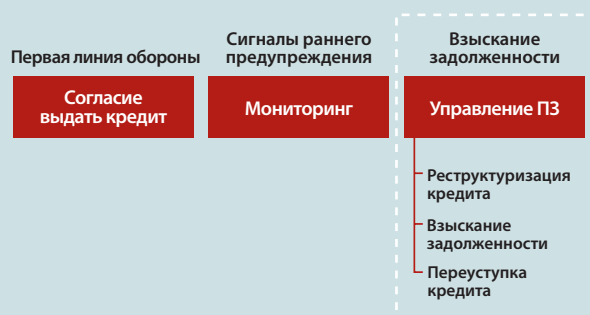 Первая линия обороны
Сигналы раннего
предупреждения
Взыскание
задолженности
Согласие
выдать кредит
Мониторинг
Управление ПЗ
Реструктуризация
кредита
Взыскание
задолженности
Переуступка
кредита